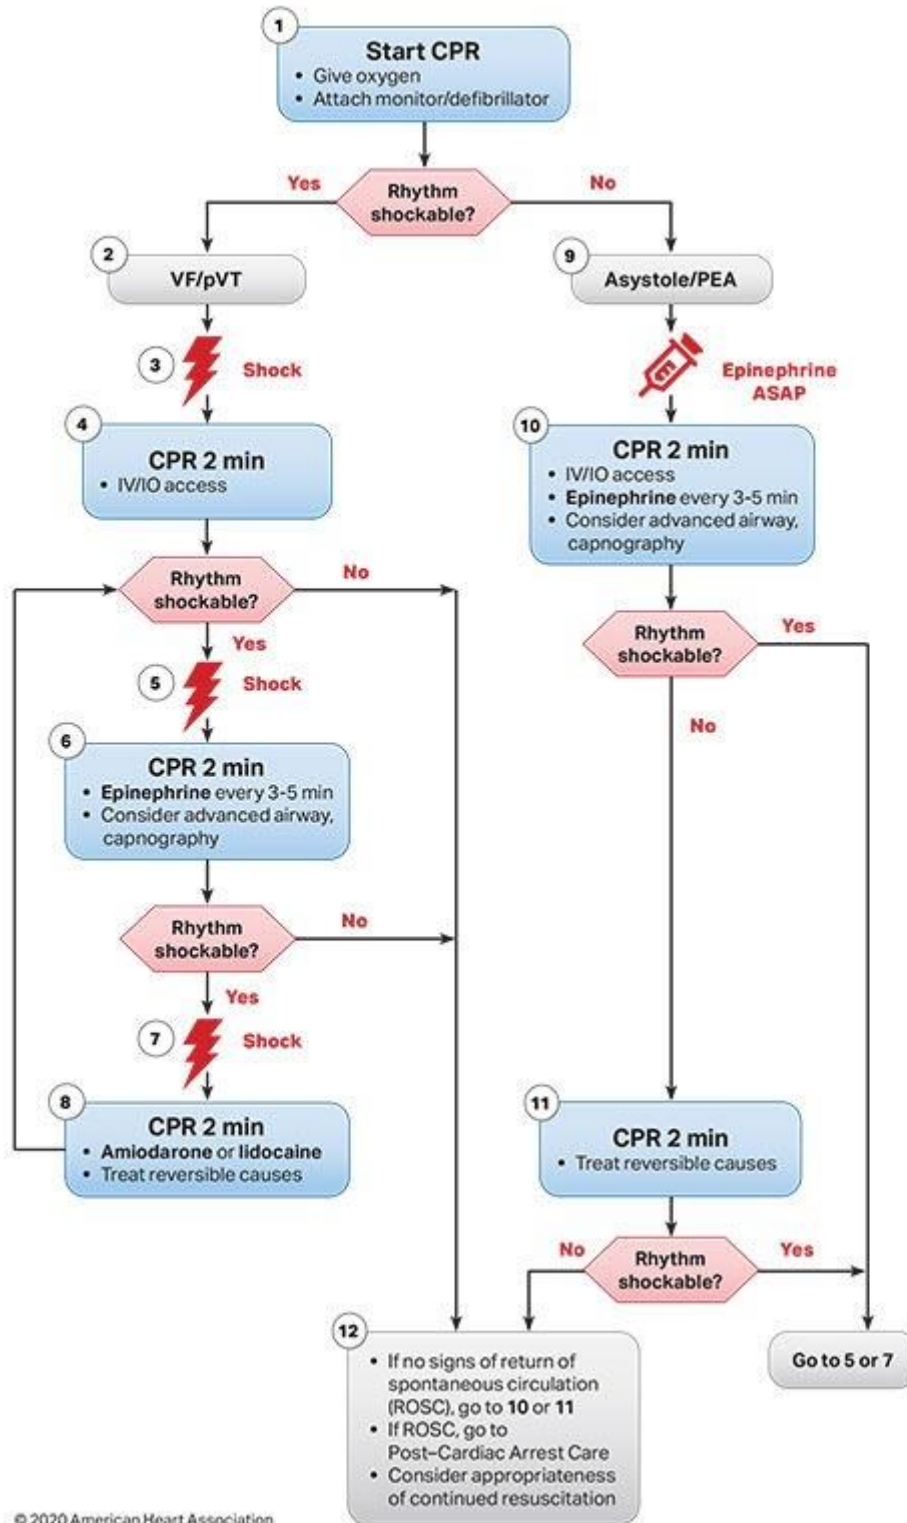 1
Start CPR
• Give oxygen
• Attach monitor/defibrillator
Yes
Rhythm
shockable?
No
2
VF/pVT
9
Asystole/PEA
3
Shock
Epinephrine
ASAP
4
CPR 2 min
• IV/IO access
10
CPR 2 min
• IV/IO access
• Epinephrine every 3-5 min
• Consider advanced airway,
capnography
Rhythm
shockable?
No
Yes
5
Shock
Rhythm
shockable?
Yes
No
6
CPR 2 min
• Epinephrine every 3-5 min
• Consider advanced airway,
capnography
Rhythm
shockable?
No
Yes
7
Shock
8
CPR 2 min
• Amiodarone or lidocaine
• Treat reversible causes
11
CPR 2 min
• Treat reversible causes
No
Rhythm
shockable?
Yes
12
• If no signs of return of
spontaneous circulation
(ROSC), go to 10 or 11
• If ROSC, go to
Post–Cardiac Arrest Care
• Consider appropriateness
of continued resuscitation
Go to 5 or 7
© 2020 American Heart Association